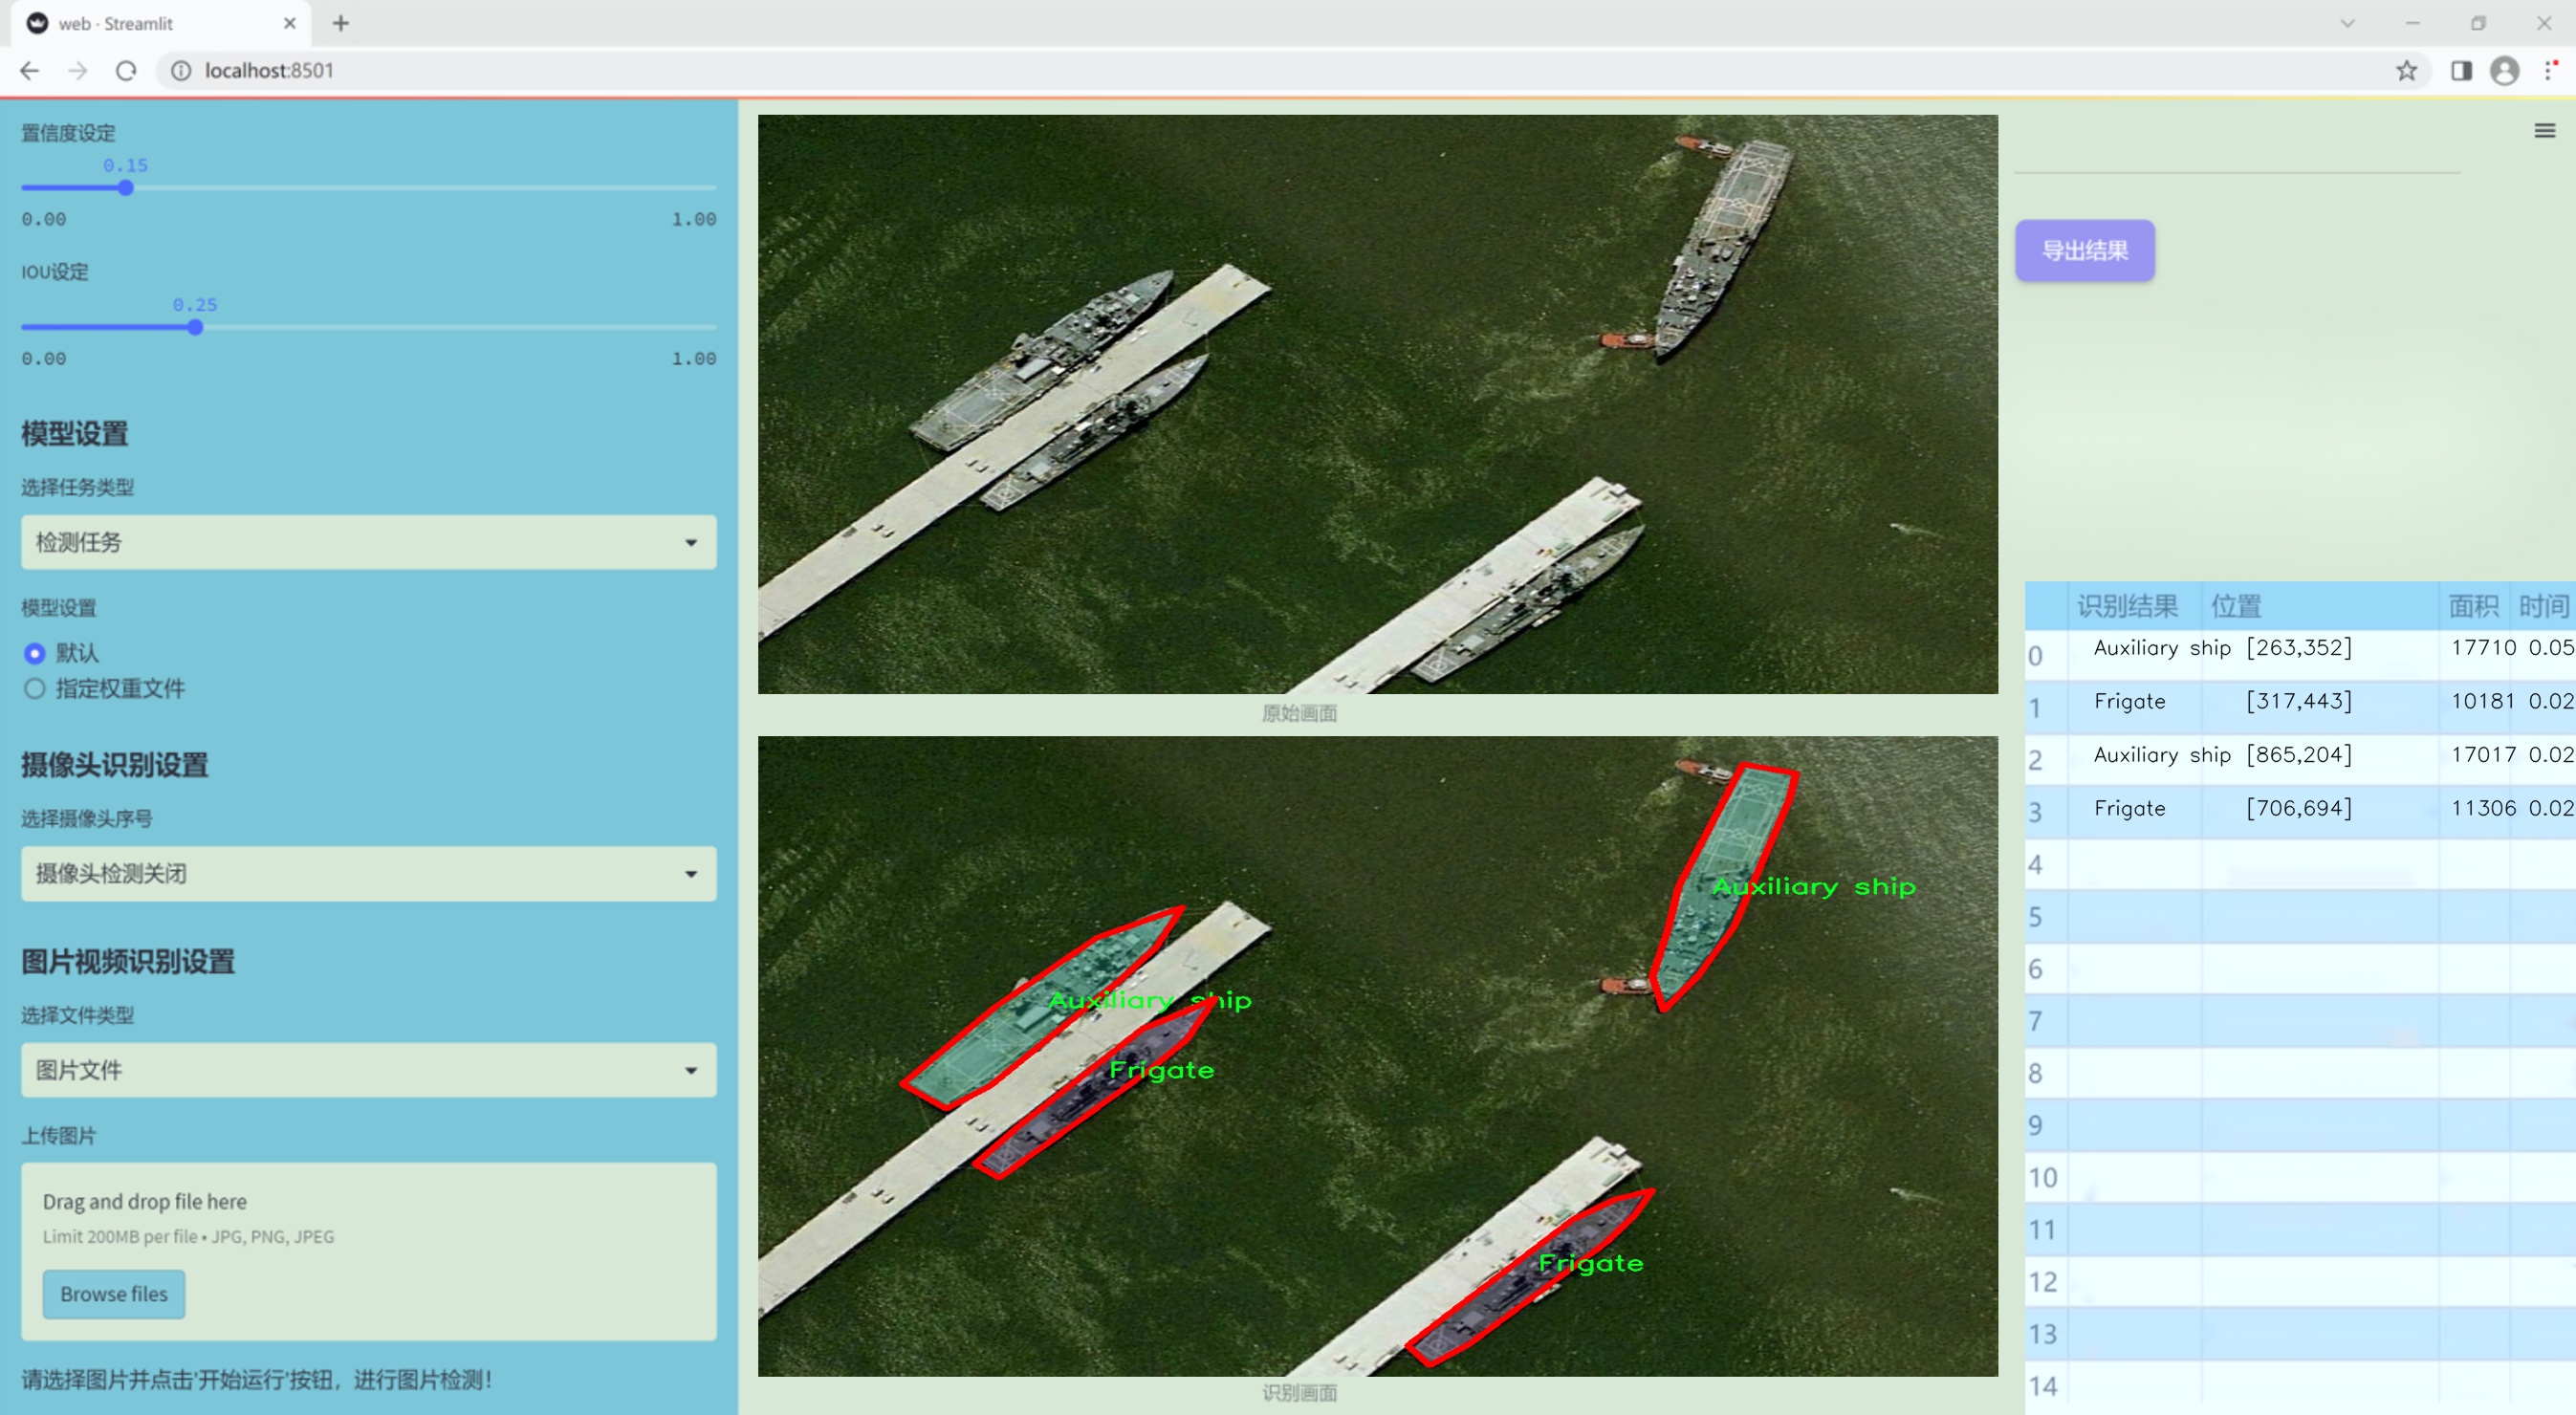 web · Streamlit
localhost:8501
置信度设定
0.15
0.00 1.00
IOU设定
0.25
0.00 1.00
模型设置
选择任务类型
检测任务
模型设置
默认
指定权重文件
摄像头识别设置
选择摄像头序号
摄像头检测关闭
图片视频识别设置
选择文件类型
图片文件
上传图片
Drag and drop file here
Limit 200MB per file • JPG, PNG, JPEG
Browse files
请选择图片并点击'开始运行'按钮，进行图片检测！
原始画面
Auxiliary ship
Auxiliary ship
Frigate
Frigate
识别画面
导出结果
识别结果 位置 面积 时间
0 Auxiliary ship [263,352] 17710 0.05
1 Frigate [317,443] 10181 0.02
2 Auxiliary ship [865,204] 17017 0.02
3 Frigate [706,694] 11306 0.02
4
5
6
7
8
9
10
11
12
13
14